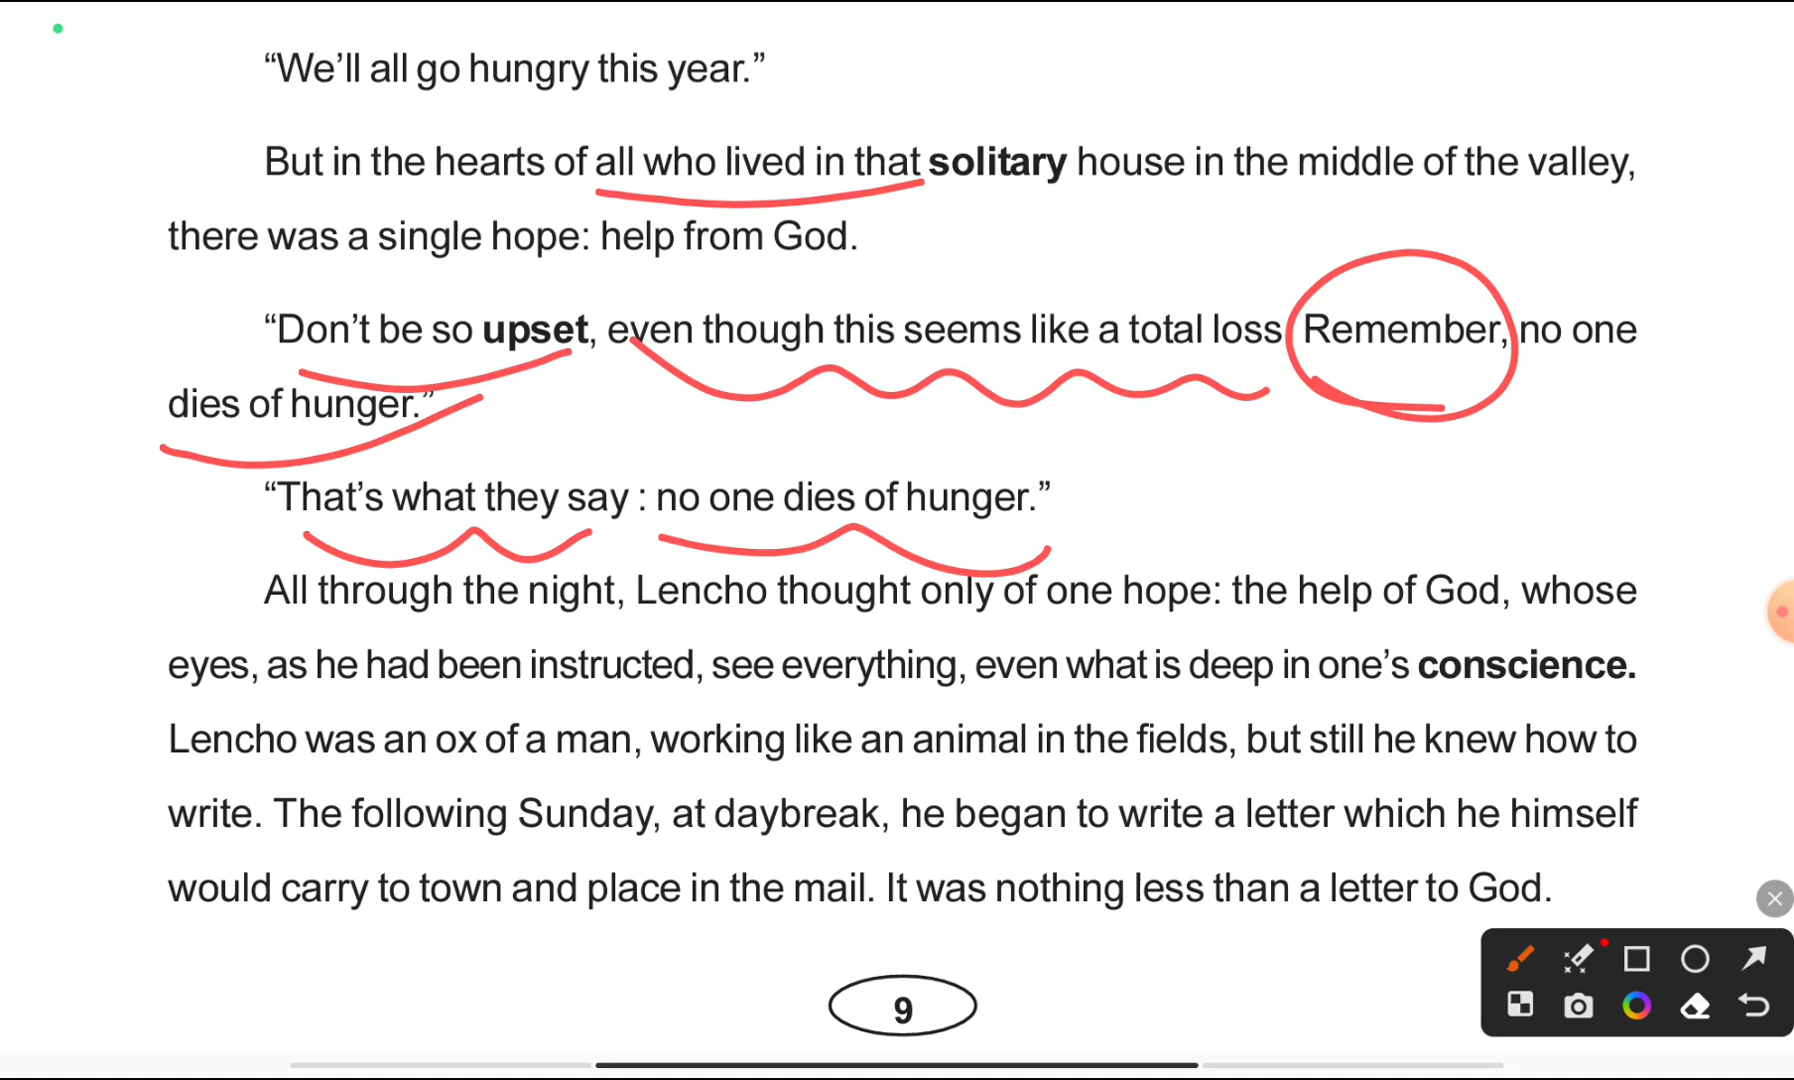 “We’ll all go hungry this year.”
But in the hearts of all who lived in that solitary house in the middle of the valley,
there was a single hope: help from God.
“Don’t be so upset, even though this seems like a total loss. Remember, no one
dies of hunger.”
“That’s what they say : no one dies of hunger.”
All through the night, Lencho thought only of one hope: the help of God, whose
eyes, as he had been instructed, see everything, even what is deep in one’s conscience.
Lencho was an ox of a man, working like an animal in the fields, but still he knew how to
write. The following Sunday, at daybreak, he began to write a letter which he himself
would carry to town and place in the mail. It was nothing less than a letter to God.
9